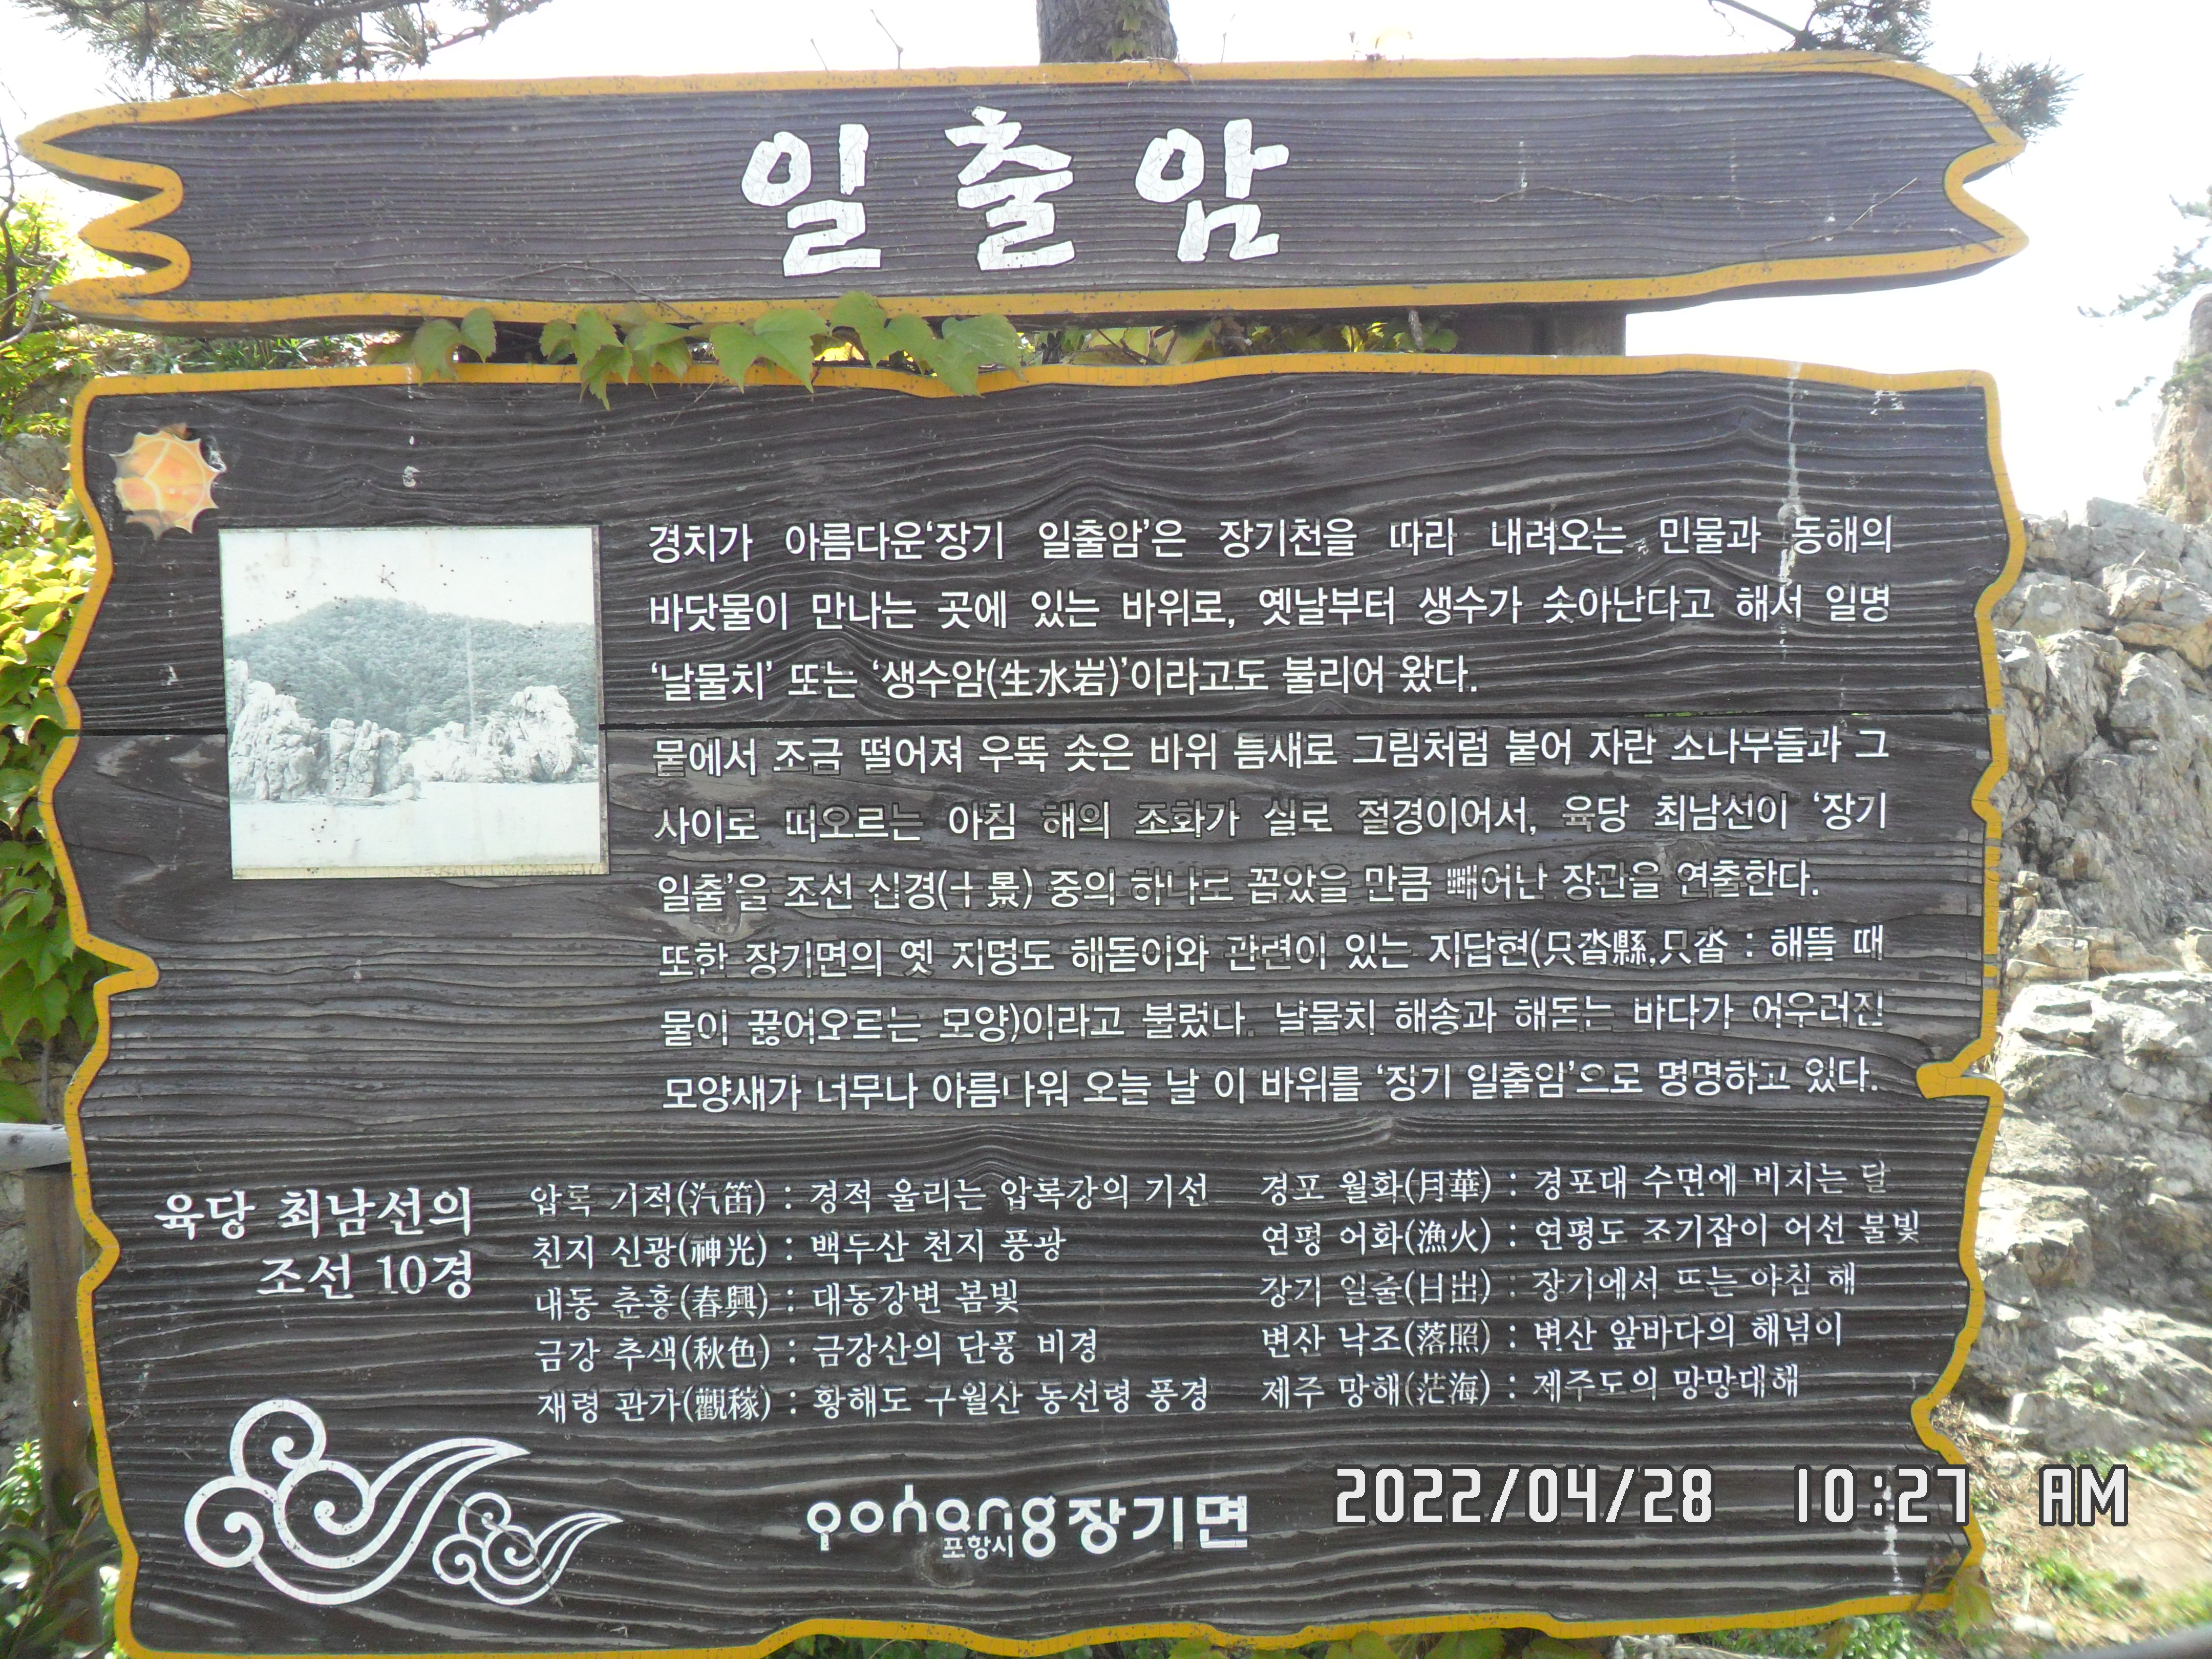 일출암
경치가 아름다운 ‘장기 일출암’은 장기천을 따라 내려오는 민물과 동해의
바닷물이 만나는 곳에 있는 바위로, 옛날부터 생수가 솟아난다고 해서 일명
‘날물치’ 또는 ‘생수암(生水岩)’이라고도 불리어 왔다.
뭍에서 조금 떨어져 우뚝 솟은 바위 틈새로 그림처럼 붙어 자란 소나무들과 그
사이로 떠오르는 아침 해의 조화가 실로 절경이어서, 육당 최남선이 ‘장기
일출’을 조선 십경(十景) 중의 하나로 꼽았을 만큼 빼어난 장관을 연출한다.
또한 장기면의 옛 지명도 해돋이와 관련이 있는 지답현(只沓縣,只沓 : 해뜰 때
물이 끓어오르는 모양)이라고 불렀다. 날물치 해송과 해돋는 바다가 어우러진
모양새가 너무나 아름다워 오늘 날 이 바위를 ‘장기 일출암’으로 명명하고 있다.
육당 최남선의
조선 10경
압록 기적(汽笛) : 경적 울리는 압록강의 기선
천지 신광(神光) : 백두산 천지 풍광
대동 춘흥(春興) : 대동강변 봄빛
금강 추색(秋色) : 금강산의 단풍 비경
재령 관가(觀稼) : 황해도 구월산 동선령 풍경
경포 월화(月華) : 경포대 수면에 비치는 달
연평 어화(漁火) : 연평도 조기잡이 어선 불빛
장기 일출(日出) : 장기에서 뜨는 아침 해
변산 낙조(落照) : 변산 앞바다의 해넘이
제주 망해(茫海) : 제주도의 망망대해
pohang 포항시 장기면
2022/04/28 10:27 AM